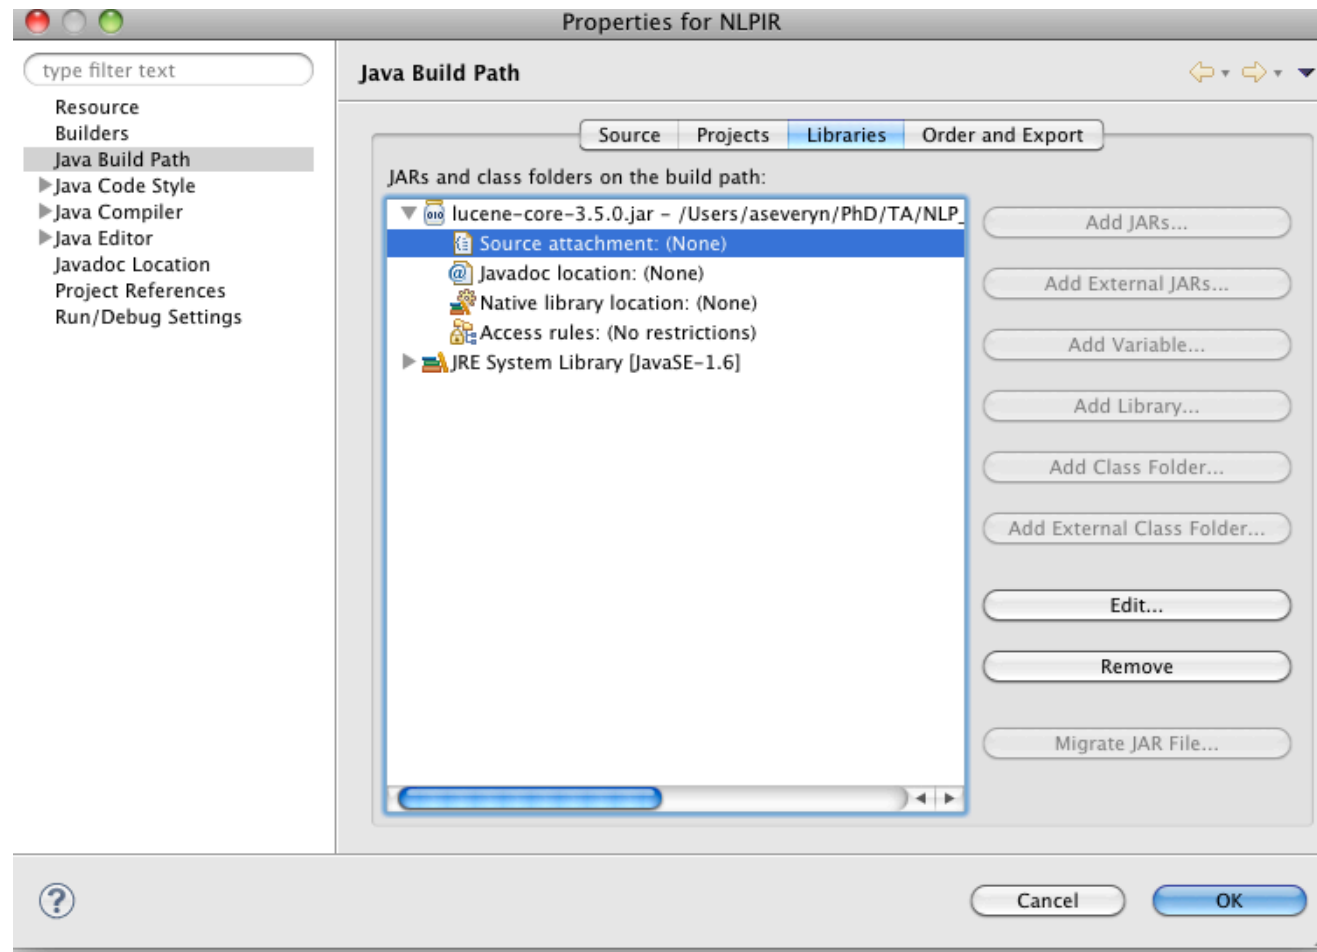 Properties for NLPIR
type filter text
Resource
Builders
Java Build Path
Java Code Style
Java Compiler
Java Editor
Javadoc Location
Project References
Run/Debug Settings
Java Build Path
Source Projects Libraries Order and Export
JARs and class folders on the build path:
lucene-core-3.5.0.jar - /Users/aseveryn/PhD/TA/NLP_
Source attachment: (None)
Javadoc location: (None)
Native library location: (None)
Access rules: (No restrictions)
JRE System Library [JavaSE-1.6]
Add JARs...
Add External JARs...
Add Variable...
Add Library...
Add Class Folder...
Add External Class Folder...
Edit...
Remove
Migrate JAR File...
?
Cancel OK